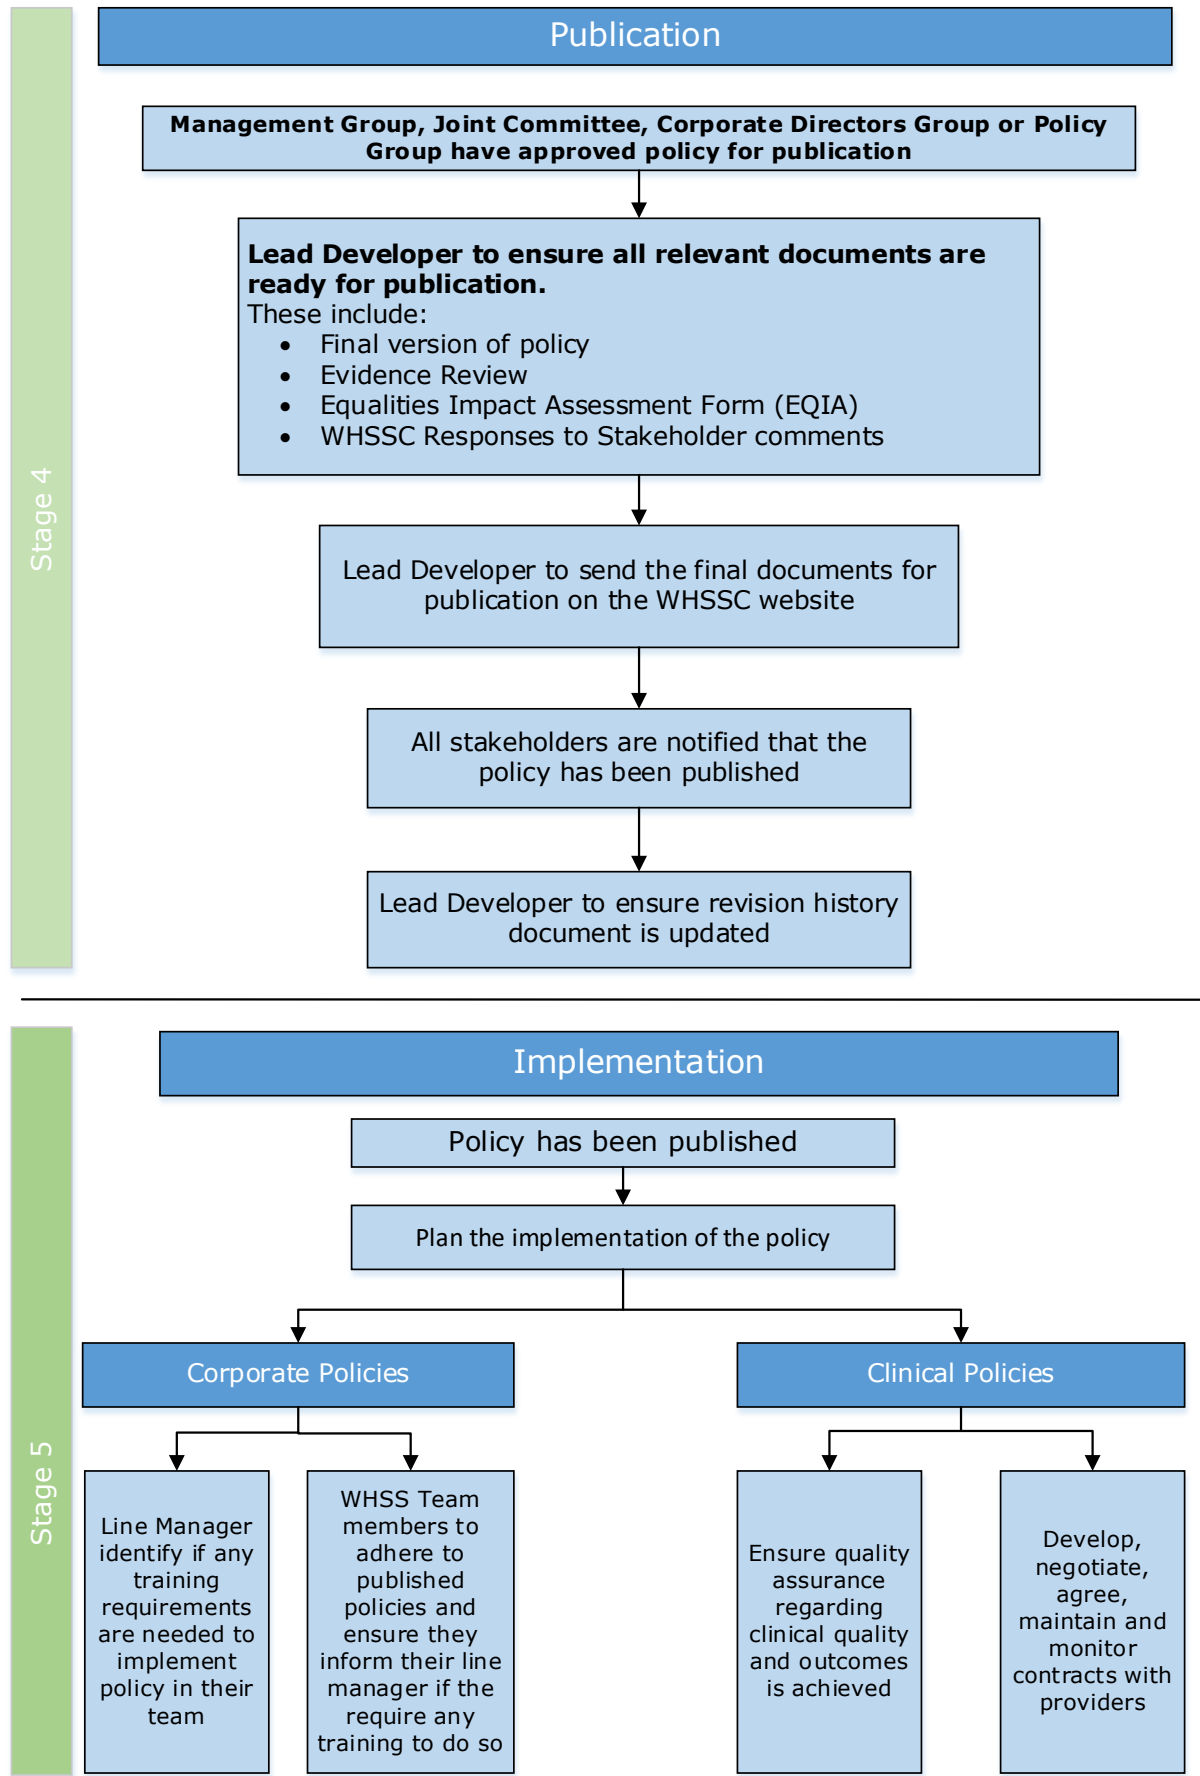 Publication
Stage 4
Management Group, Joint Committee, Corporate Directors Group or Policy
Group have approved policy for publication
Lead Developer to ensure all relevant documents are
ready for publication.
These include:
• Final version of policy
• Evidence Review
• Equalities Impact Assessment Form (EQIA)
• WHSSC Responses to Stakeholder comments
Lead Developer to send the final documents for
publication on the WHSSC website
All stakeholders are notified that the
policy has been published
Lead Developer to ensure revision history
document is updated
Implementation
Stage 5
Policy has been published
Plan the implementation of the policy
Corporate Policies
Clinical Policies
Line Manager
identify if any
training
requirements
are needed to
implement
policy in their
team
WHSS Team
members to
adhere to
published
policies and
ensure they
inform their line
manager if the
require any
training to do so
Ensure quality
assurance
regarding
clinical quality
and outcomes
is achieved
Develop,
negotiate,
agree,
maintain and
monitor
contracts with
providers